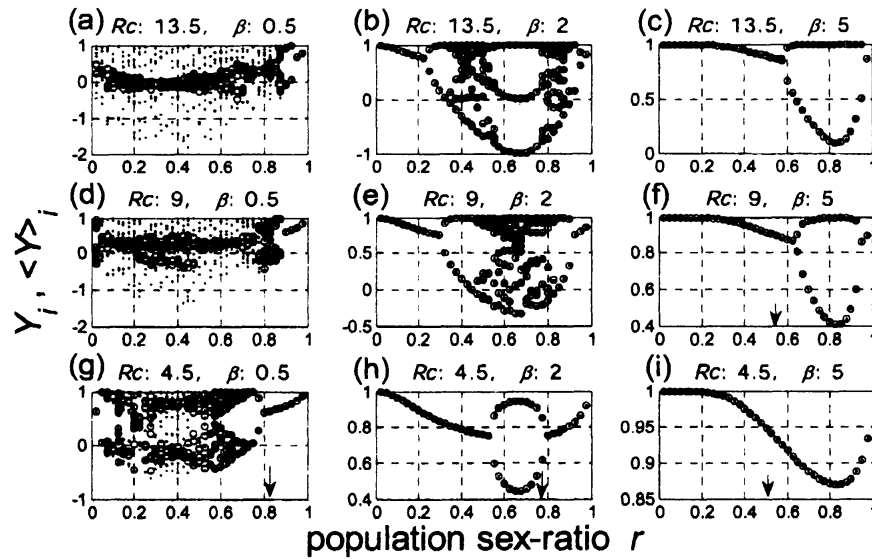 (a) Rc: 13.5, β: 0.5 (b) Rc: 13.5, β: 2 (c) Rc: 13.5, β: 5
1 1 1
0 0 0.5
-1
-2 -1 0
0 0.2 0.4 0.6 0.8 1 0 0.2 0.4 0.6 0.8 1 0 0.2 0.4 0.6 0.8 1
(d) Rc: 9, β: 0.5 (e) Rc: 9, β: 2 (f) Rc: 9, β: 5
1 1 1
0 0.5 0.8
-1 0 0.6
-2 -0.5 0.4
0 0.2 0.4 0.6 0.8 1 0 0.2 0.4 0.6 0.8 1 0 0.2 0.4 0.6 0.8 1
Y_i, <Y>_i
(g) Rc: 4.5, β: 0.5 (h) Rc: 4.5, β: 2 (i) Rc: 4.5, β: 5
1 1 1
0.8 0.95
0 0.6 0.9
-1 0.4 0.85
0 0.2 0.4 0.6 0.8 1 0 0.2 0.4 0.6 0.8 1 0 0.2 0.4 0.6 0.8 1
population sex-ratio r